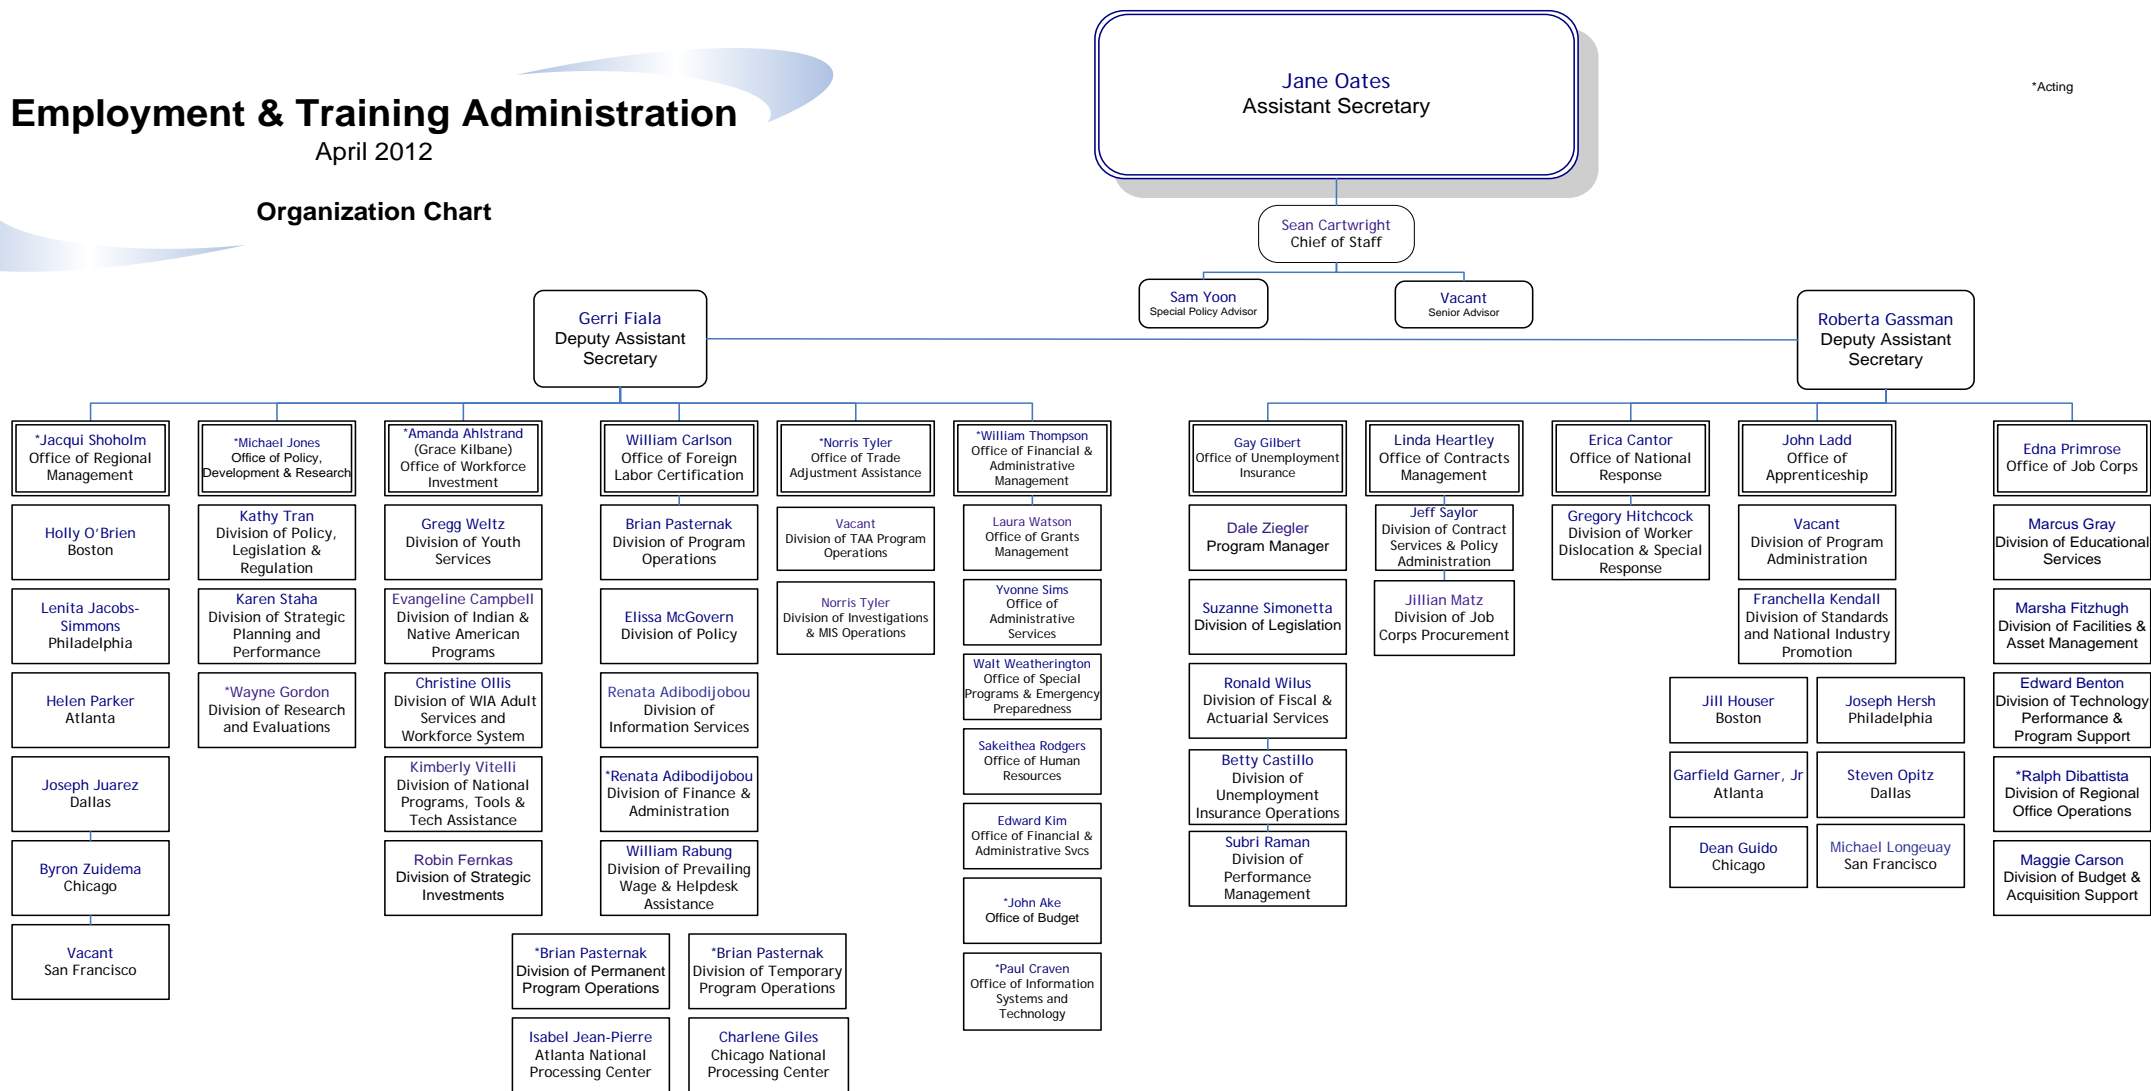 Employment & Training Administration
April 2012
Organization Chart
Jane Oates
Assistant Secretary
*Acting
Sean Cartwright
Chief of Staff
Sam Yoon
Special Policy Advisor
Vacant
Senior Advisor
Gerri Fiala
Deputy Assistant
Secretary
Roberta Gassman
Deputy Assistant
Secretary
*Jacqui Shoholm
Office of Regional
Management
Holly O’Brien
Boston
Lenita Jacobs-
Simmons
Philadelphia
Helen Parker
Atlanta
Joseph Juarez
Dallas
Byron Zuidema
Chicago
Vacant
San Francisco
*Michael Jones
Office of Policy,
Development & Research
Kathy Tran
Division of Policy,
Legislation &
Regulation
Karen Staha
Division of Strategic
Planning and
Performance
*Wayne Gordon
Division of Research
and Evaluations
*Amanda Ahlstrand
(Grace Kilbane)
Office of Workforce
Investment
Gregg Weltz
Division of Youth
Services
Evangeline Campbell
Division of Indian &
Native American
Programs
Christine Ollis
Division of WIA Adult
Services and
Workforce System
Kimberly Vitelli
Division of National
Programs, Tools &
Tech Assistance
Robin Fernkas
Division of Strategic
Investments
William Carlson
Office of Foreign
Labor Certification
Brian Pasternak
Division of Program
Operations
Elissa McGovern
Division of Policy
Renata Adibodijobou
Division of
Information Services
*Renata Adibodijobou
Division of Finance &
Administration
William Rabung
Division of Prevailing
Wage & Helpdesk
Assistance
*Brian Pasternak
Division of Permanent
Program Operations
*Brian Pasternak
Division of Temporary
Program Operations
Isabel Jean-Pierre
Atlanta National
Processing Center
Charlene Giles
Chicago National
Processing Center
*Norris Tyler
Office of Trade
Adjustment Assistance
Vacant
Division of TAA Program
Operations
Norris Tyler
Division of Investigations
& MIS Operations
*William Thompson
Office of Financial &
Administrative
Management
Laura Watson
Office of Grants
Management
Yvonne Sims
Office of
Administrative
Services
Walt Weatherington
Office of Special
Programs & Emergency
Preparedness
Sakeithea Rodgers
Office of Human
Resources
Edward Kim
Office of Financial &
Administrative Svcs
*John Ake
Office of Budget
*Paul Craven
Office of Information
Systems and
Technology
Gay Gilbert
Office of Unemployment
Insurance
Dale Ziegler
Program Manager
Suzanne Simonetta
Division of Legislation
Ronald Wilus
Division of Fiscal &
Actuarial Services
Betty Castillo
Division of
Unemployment
Insurance Operations
Subri Raman
Division of
Performance
Management
Linda Heartley
Office of Contracts
Management
Jeff Saylor
Division of Contract
Services & Policy
Administration
Jillian Matz
Division of Job
Corps Procurement
Erica Cantor
Office of National
Response
Gregory Hitchcock
Division of Worker
Dislocation & Special
Response
John Ladd
Office of
Apprenticeship
Vacant
Division of Program
Administration
Franchella Kendall
Division of Standards
and National Industry
Promotion
Jill Houser
Boston
Joseph Hersh
Philadelphia
Garfield Garner, Jr
Atlanta
Steven Opitz
Dallas
Dean Guido
Chicago
Michael Longeuay
San Francisco
Edna Primrose
Office of Job Corps
Marcus Gray
Division of Educational
Services
Marsha Fitzhugh
Division of Facilities &
Asset Management
Edward Benton
Division of Technology
Performance &
Program Support
*Ralph Dibattista
Division of Regional
Office Operations
Maggie Carson
Division of Budget &
Acquisition Support